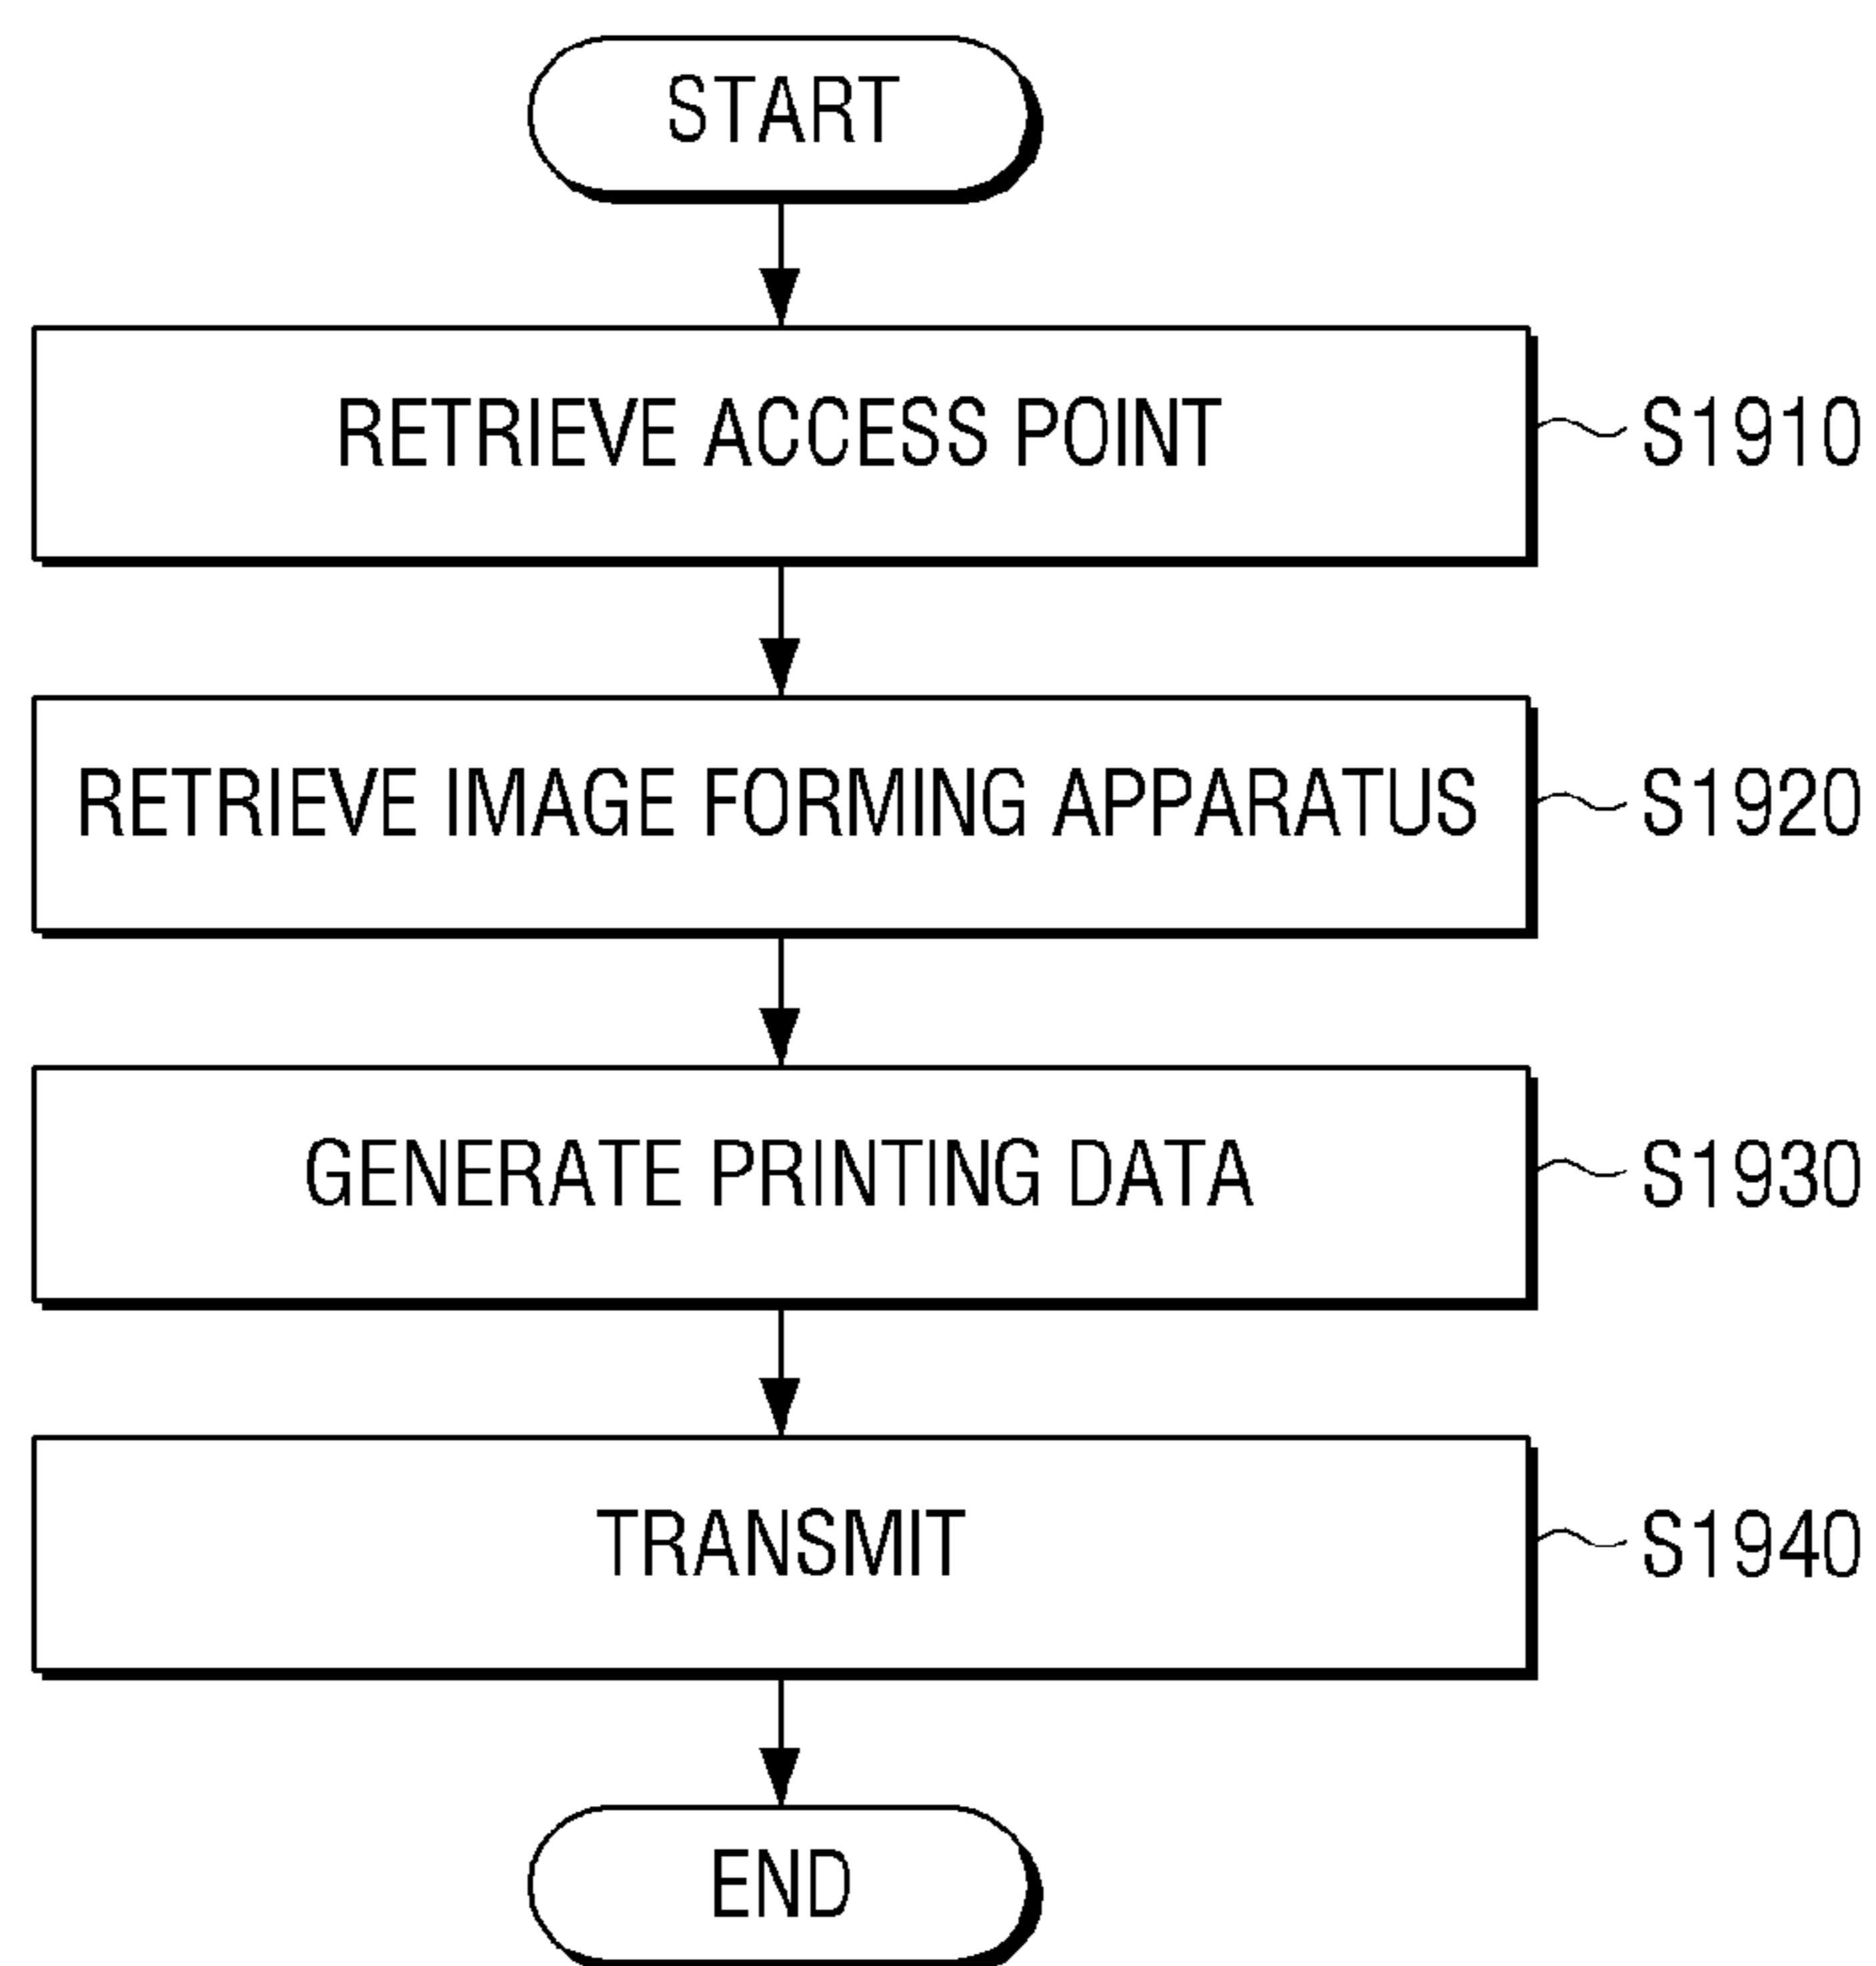 START
RETRIEVE ACCESS POINT
S1910
RETRIEVE IMAGE FORMING APPARATUS
S1920
GENERATE PRINTING DATA
S1930
TRANSMIT
S1940
END